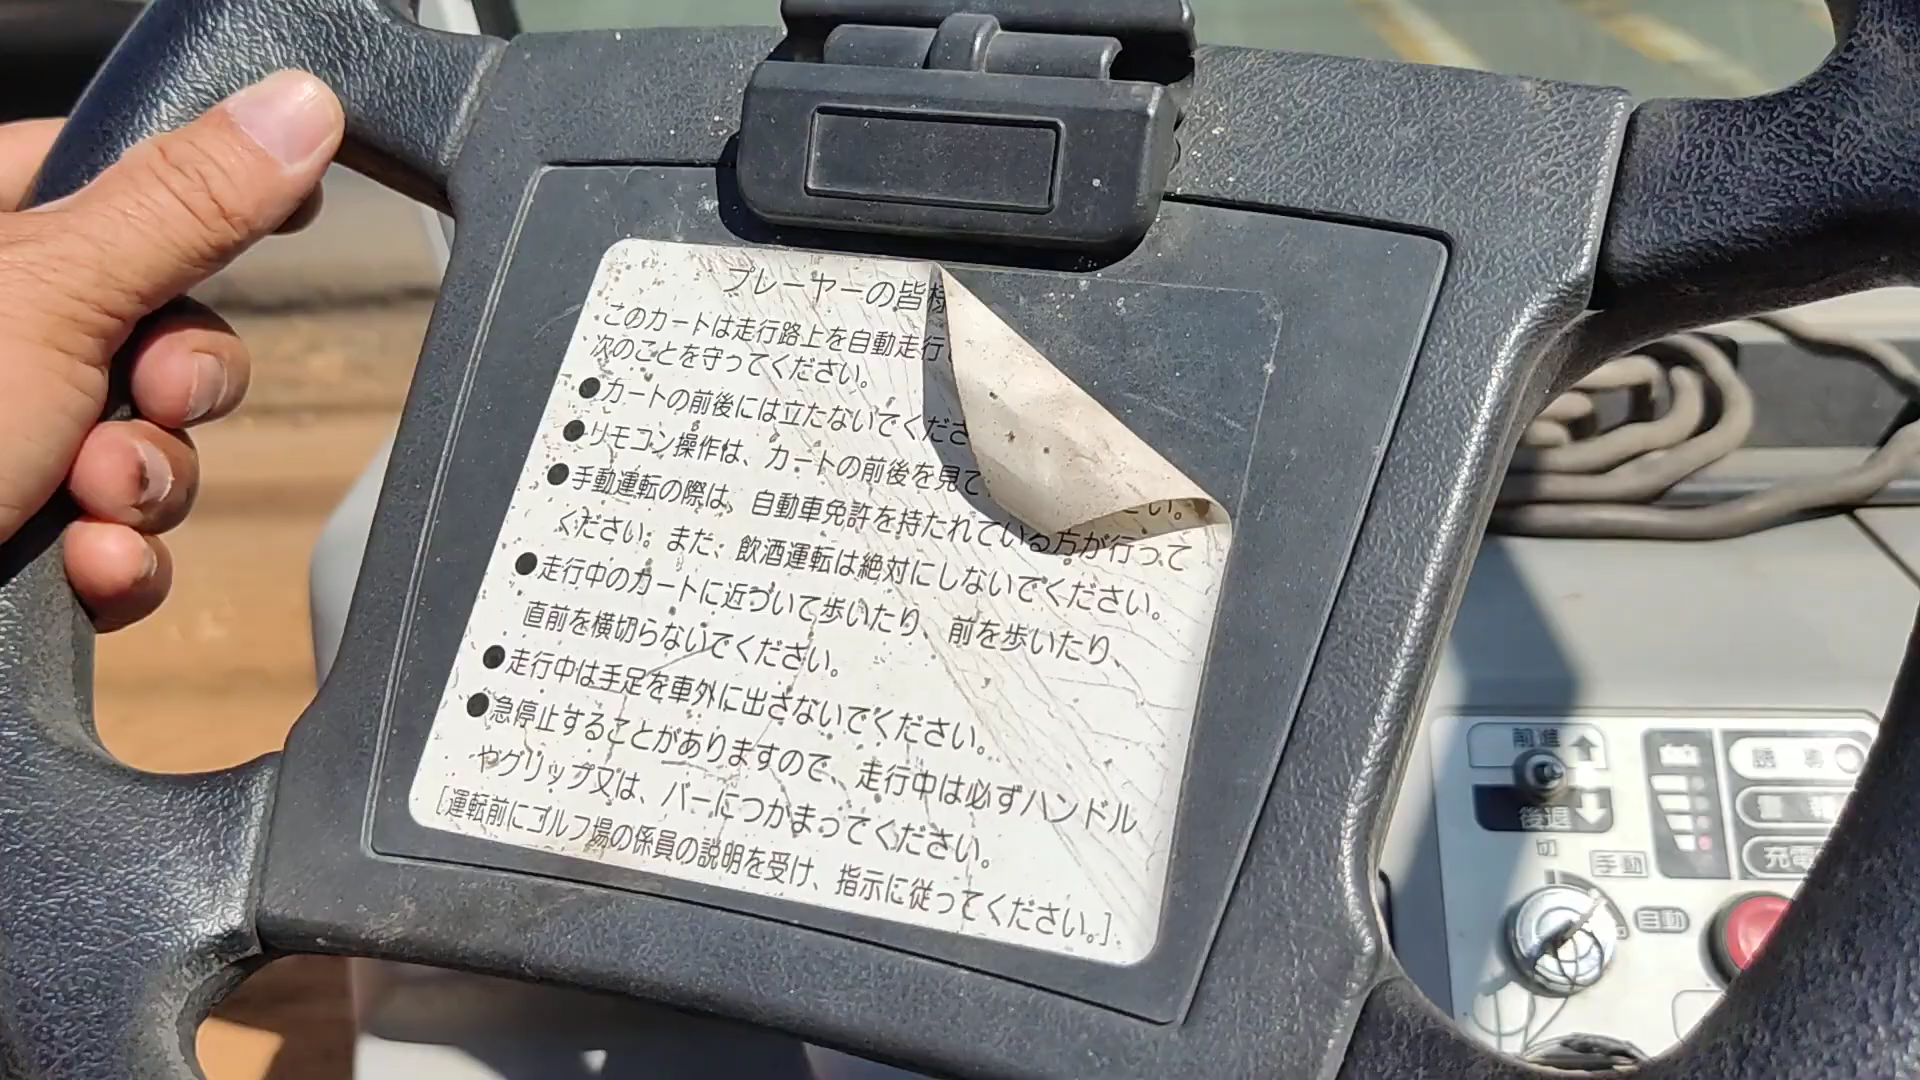 プレーヤーの皆様
このカートは走行路上を自動走行
次のことを守ってください。
●カートの前後には立たないでくださ
●リモコン操作は、カートの前後を見て
い。
●手動運転の際は、自動車免許を持たれている方が行って
ください。また、飲酒運転は絶対にしないでください。
●走行中のカートに近づいて歩いたり、前を歩いたり、
直前を横切らないでください。
●走行中は手足を車外に出さないでください。
●急停止することがありますので、走行中は必ずハンドル
やグリップ又は、バーにつかまってください。
[運転前にゴルフ場の係員の説明を受け、指示に従ってください。]
前進
後退
切
手動
自動
誘導
警報
充電